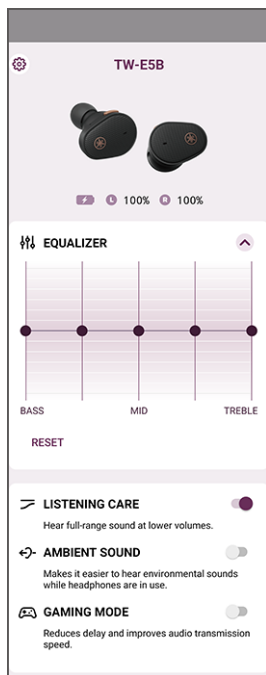 TW-E5B
L 100% R 100%
EQUALIZER
BASS MID TREBLE
RESET
LISTENING CARE
Hear full-range sound at lower volumes.
AMBIENT SOUND
Makes it easier to hear environmental sounds
while headphones are in use.
GAMING MODE
Reduces delay and improves audio transmission
speed.